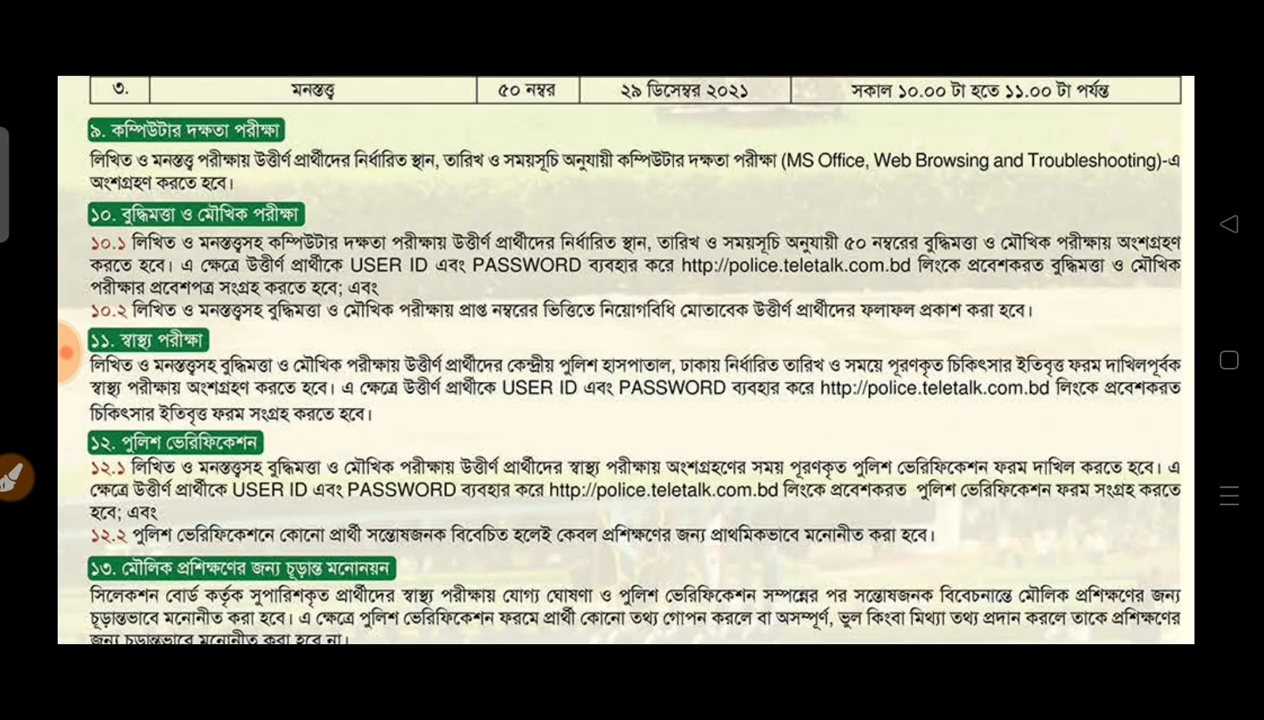 ৩. মনস্তত্ত্ব ৫০ নম্বর ২৯ ডিসেম্বর ২০২১ সকাল ১০.০০ টা হতে ১১.০০ টা পর্যন্ত
৯. কম্পিউটার দক্ষতা পরীক্ষা
লিখিত ও মনস্তত্ত্ব পরীক্ষায় উত্তীর্ণ প্রার্থীদের নির্ধারিত স্থান, তারিখ ও সময়সূচি অনুযায়ী কম্পিউটার দক্ষতা পরীক্ষা (MS Office, Web Browsing and Troubleshooting)-এ
অংশগ্রহণ করতে হবে।
১০. বুদ্ধিমত্তা ও মৌখিক পরীক্ষা
১০.১ লিখিত ও মনস্তত্ত্বসহ কম্পিউটার দক্ষতা পরীক্ষায় উত্তীর্ণ প্রার্থীদের নির্ধারিত স্থান, তারিখ ও সময়সূচি অনুযায়ী ৫০ নম্বরের বুদ্ধিমত্তা ও মৌখিক পরীক্ষায় অংশগ্রহণ
করতে হবে। এ ক্ষেত্রে উত্তীর্ণ প্রার্থীকে USER ID এবং PASSWORD ব্যবহার করে http://police.teletalk.com.bd লিংকে প্রবেশকরত বুদ্ধিমত্তা ও মৌখিক
পরীক্ষার প্রবেশপত্র সংগ্রহ করতে হবে; এবং
১০.২ লিখিত ও মনস্তত্ত্বসহ বুদ্ধিমত্তা ও মৌখিক পরীক্ষায় প্রাপ্ত নম্বরের ভিত্তিতে নিয়োগবিধি মোতাবেক উত্তীর্ণ প্রার্থীদের ফলাফল প্রকাশ করা হবে।
১১. স্বাস্থ্য পরীক্ষা
লিখিত ও মনস্তত্ত্বসহ বুদ্ধিমত্তা ও মৌখিক পরীক্ষায় উত্তীর্ণ প্রার্থীদের কেন্দ্রীয় পুলিশ হাসপাতাল, ঢাকায় নির্ধারিত তারিখ ও সময়ে পূরণকৃত চিকিৎসার ইতিবৃত্ত ফরম দাখিলপূর্বক
স্বাস্থ্য পরীক্ষায় অংশগ্রহণ করতে হবে। এ ক্ষেত্রে উত্তীর্ণ প্রার্থীকে USER ID এবং PASSWORD ব্যবহার করে http://police.teletalk.com.bd লিংকে প্রবেশকরত
চিকিৎসার ইতিবৃত্ত ফরম সংগ্রহ করতে হবে।
১২. পুলিশ ভেরিফিকেশন
১২.১ লিখিত ও মনস্তত্ত্বসহ বুদ্ধিমত্তা ও মৌখিক পরীক্ষায় উত্তীর্ণ প্রার্থীদের স্বাস্থ্য পরীক্ষায় অংশগ্রহণের সময় পূরণকৃত পুলিশ ভেরিফিকেশন ফরম দাখিল করতে হবে। এ
ক্ষেত্রে উত্তীর্ণ প্রার্থীকে USER ID এবং PASSWORD ব্যবহার করে http://police.teletalk.com.bd লিংকে প্রবেশকরত পুলিশ ভেরিফিকেশন ফরম সংগ্রহ করতে
হবে; এবং
১২.২ পুলিশ ভেরিফিকেশনে কোনো প্রার্থী সন্তোষজনক বিবেচিত হলেই কেবল প্রশিক্ষণের জন্য প্রাথমিকভাবে মনোনীত করা হবে।
১৩. মৌলিক প্রশিক্ষণের জন্য চূড়ান্ত মনোনয়ন
সিলেকশন বোর্ড কর্তৃক সুপারিশকৃত প্রার্থীদের স্বাস্থ্য পরীক্ষায় যোগ্য ঘোষণা ও পুলিশ ভেরিফিকেশন সম্পন্নের পর সন্তোষজনক বিবেচনান্তে মৌলিক প্রশিক্ষণের জন্য
চূড়ান্তভাবে মনোনীত করা হবে। এ ক্ষেত্রে পুলিশ ভেরিফিকেশন ফরমে প্রার্থী কোনো তথ্য গোপন করলে বা অসম্পূর্ণ, ভুল কিংবা মিথ্যা তথ্য প্রদান করলে তাকে প্রশিক্ষণের
জন্য চূড়ান্তভাবে মনোনীত করা হবে না।